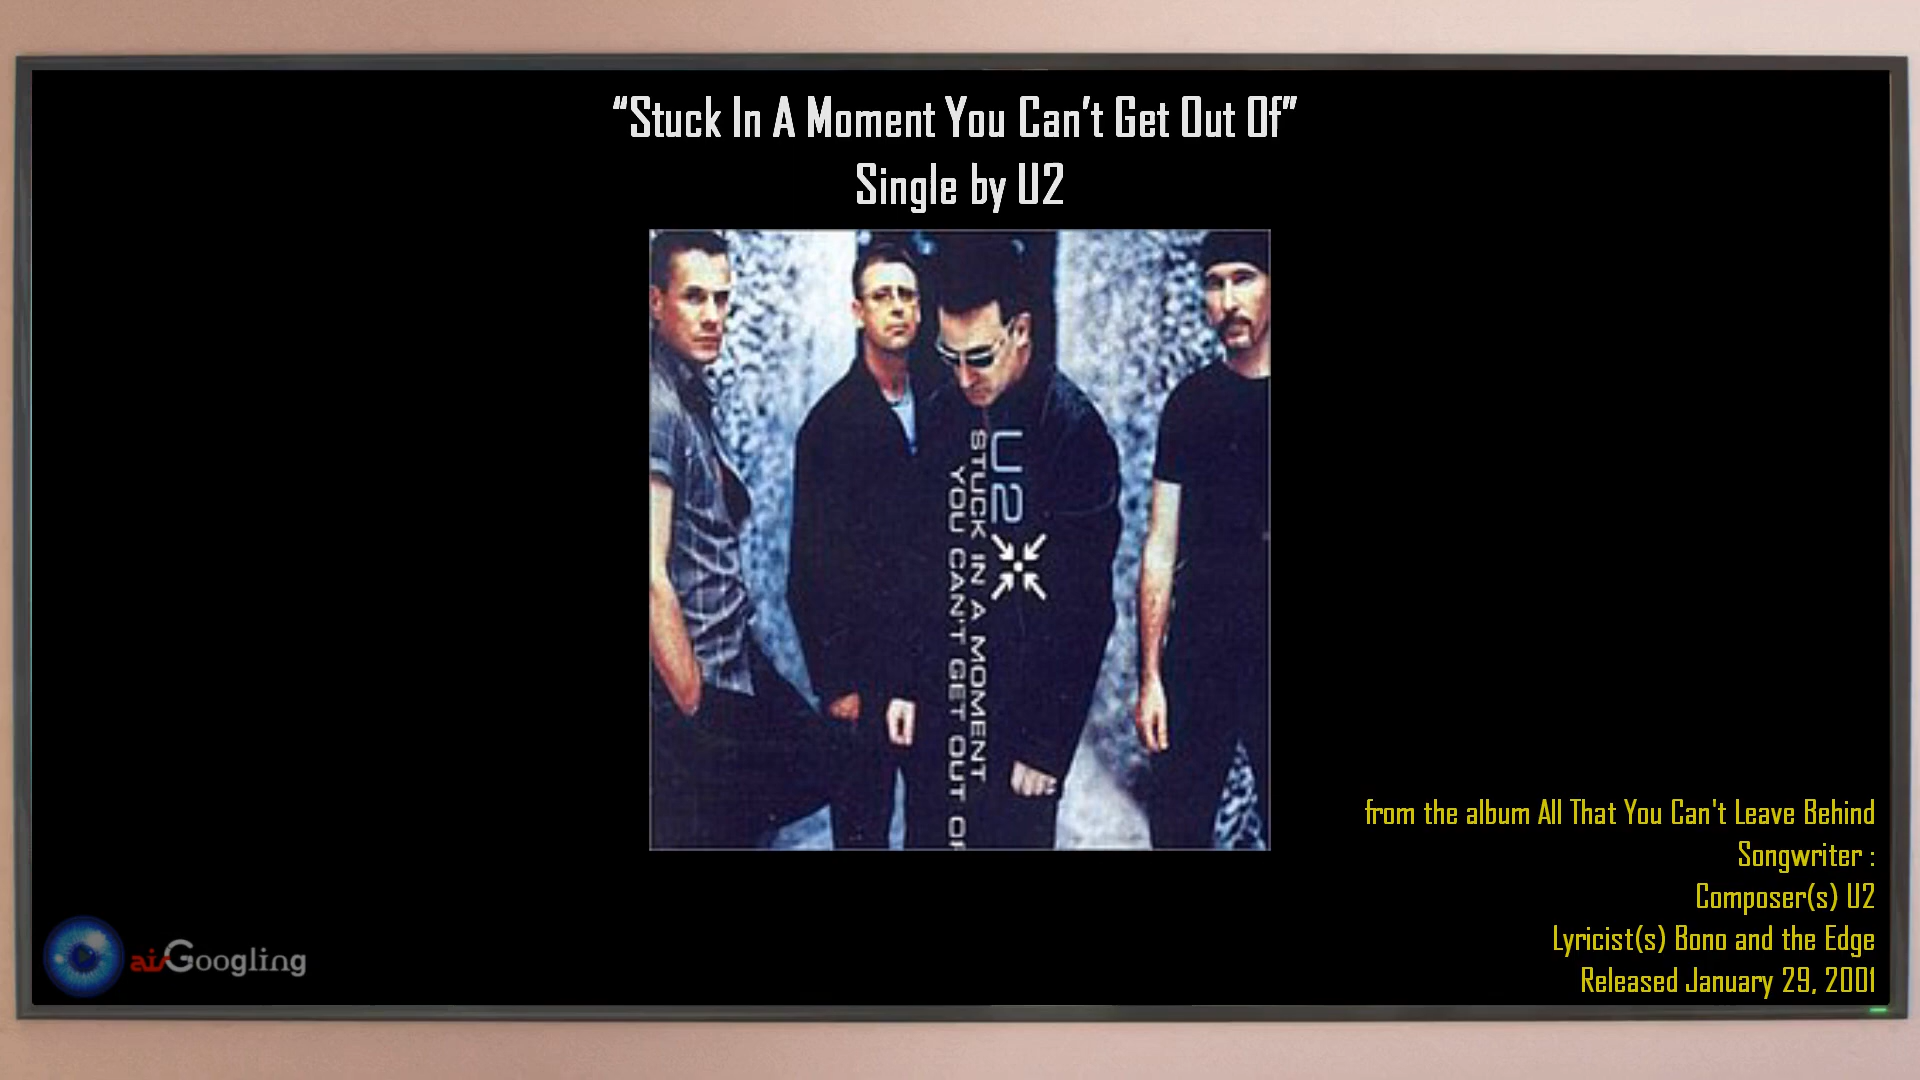 “Stuck In A Moment You Can’t Get Out Of”
Single by U2
U2
STUCK IN A MOMENT
YOU CAN'T GET OUT OF
from the album All That You Can't Leave Behind
Songwriter :
Composer(s) U2
Lyricist(s) Bono and the Edge
Released January 29, 2001
airGoogling